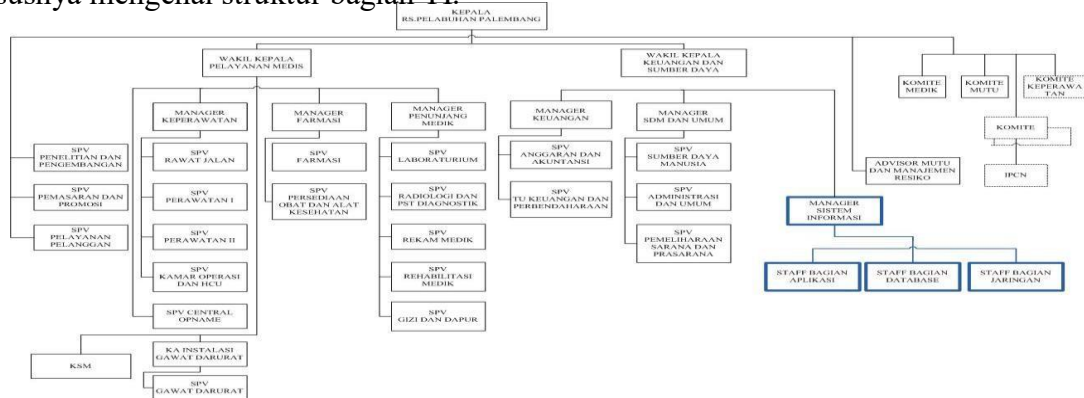 susnya mengenai struktur bagian TI.
KEPALA
RS.PELABUHAN PALEMBANG
WAKIL KEPALA
PELAYANAN MEDIS
WAKIL KEPALA
KEUANGAN DAN
SUMBER DAYA
KOMITE
MEDIK
KOMITE
MUTU
KOMITE
KEPERAWA
TAN
MANAGER
KEPERAWATAN
MANAGER
FARMASI
MANAGER
PENUNJANG
MEDIK
MANAGER
KEUANGAN
MANAGER
SDM DAN UMUM
KOMITE
SPV
PENELITIAN DAN
PENGEMBANGAN
SPV
RAWAT JALAN
SPV
FARMASI
SPV
LABORATURIUM
SPV
ANGGARAN DAN
AKUNTANSI
SPV
SUMBER DAYA
MANUSIA
ADVISOR MUTU
DAN MANAJEMEN
RESIKO
IPCN
SPV
PEMASARAN DAN
PROMOSI
SPV
PERAWATAN I
SPV
PERSEDIAAN
OBAT DAN ALAT
KESEHATAN
SPV
RADIOLOGI DAN
PST DIAGNOSTIK
SPV
TU KEUANGAN DAN
PERBENDAHARAAN
SPV
ADMINISTRASI
DAN UMUM
MANAGER
SISTEM
INFORMASI
SPV
PELAYANAN
PELANGGAN
SPV
PERAWATAN II
SPV
REKAM MEDIK
SPV
PEMELIHARAAN
SARANA DAN
PRASARANA
SPV
KAMAR OPERASI
DAN HCU
SPV
REHABILITASI
MEDIK
STAFF BAGIAN
APLIKASI
STAFF BAGIAN
DATABASE
STAFF BAGIAN
JARINGAN
SPV CENTRAL
OPNAME
SPV
GIZI DAN DAPUR
KSM
KA INSTALASI
GAWAT DARURAT
SPV
GAWAT DARURAT